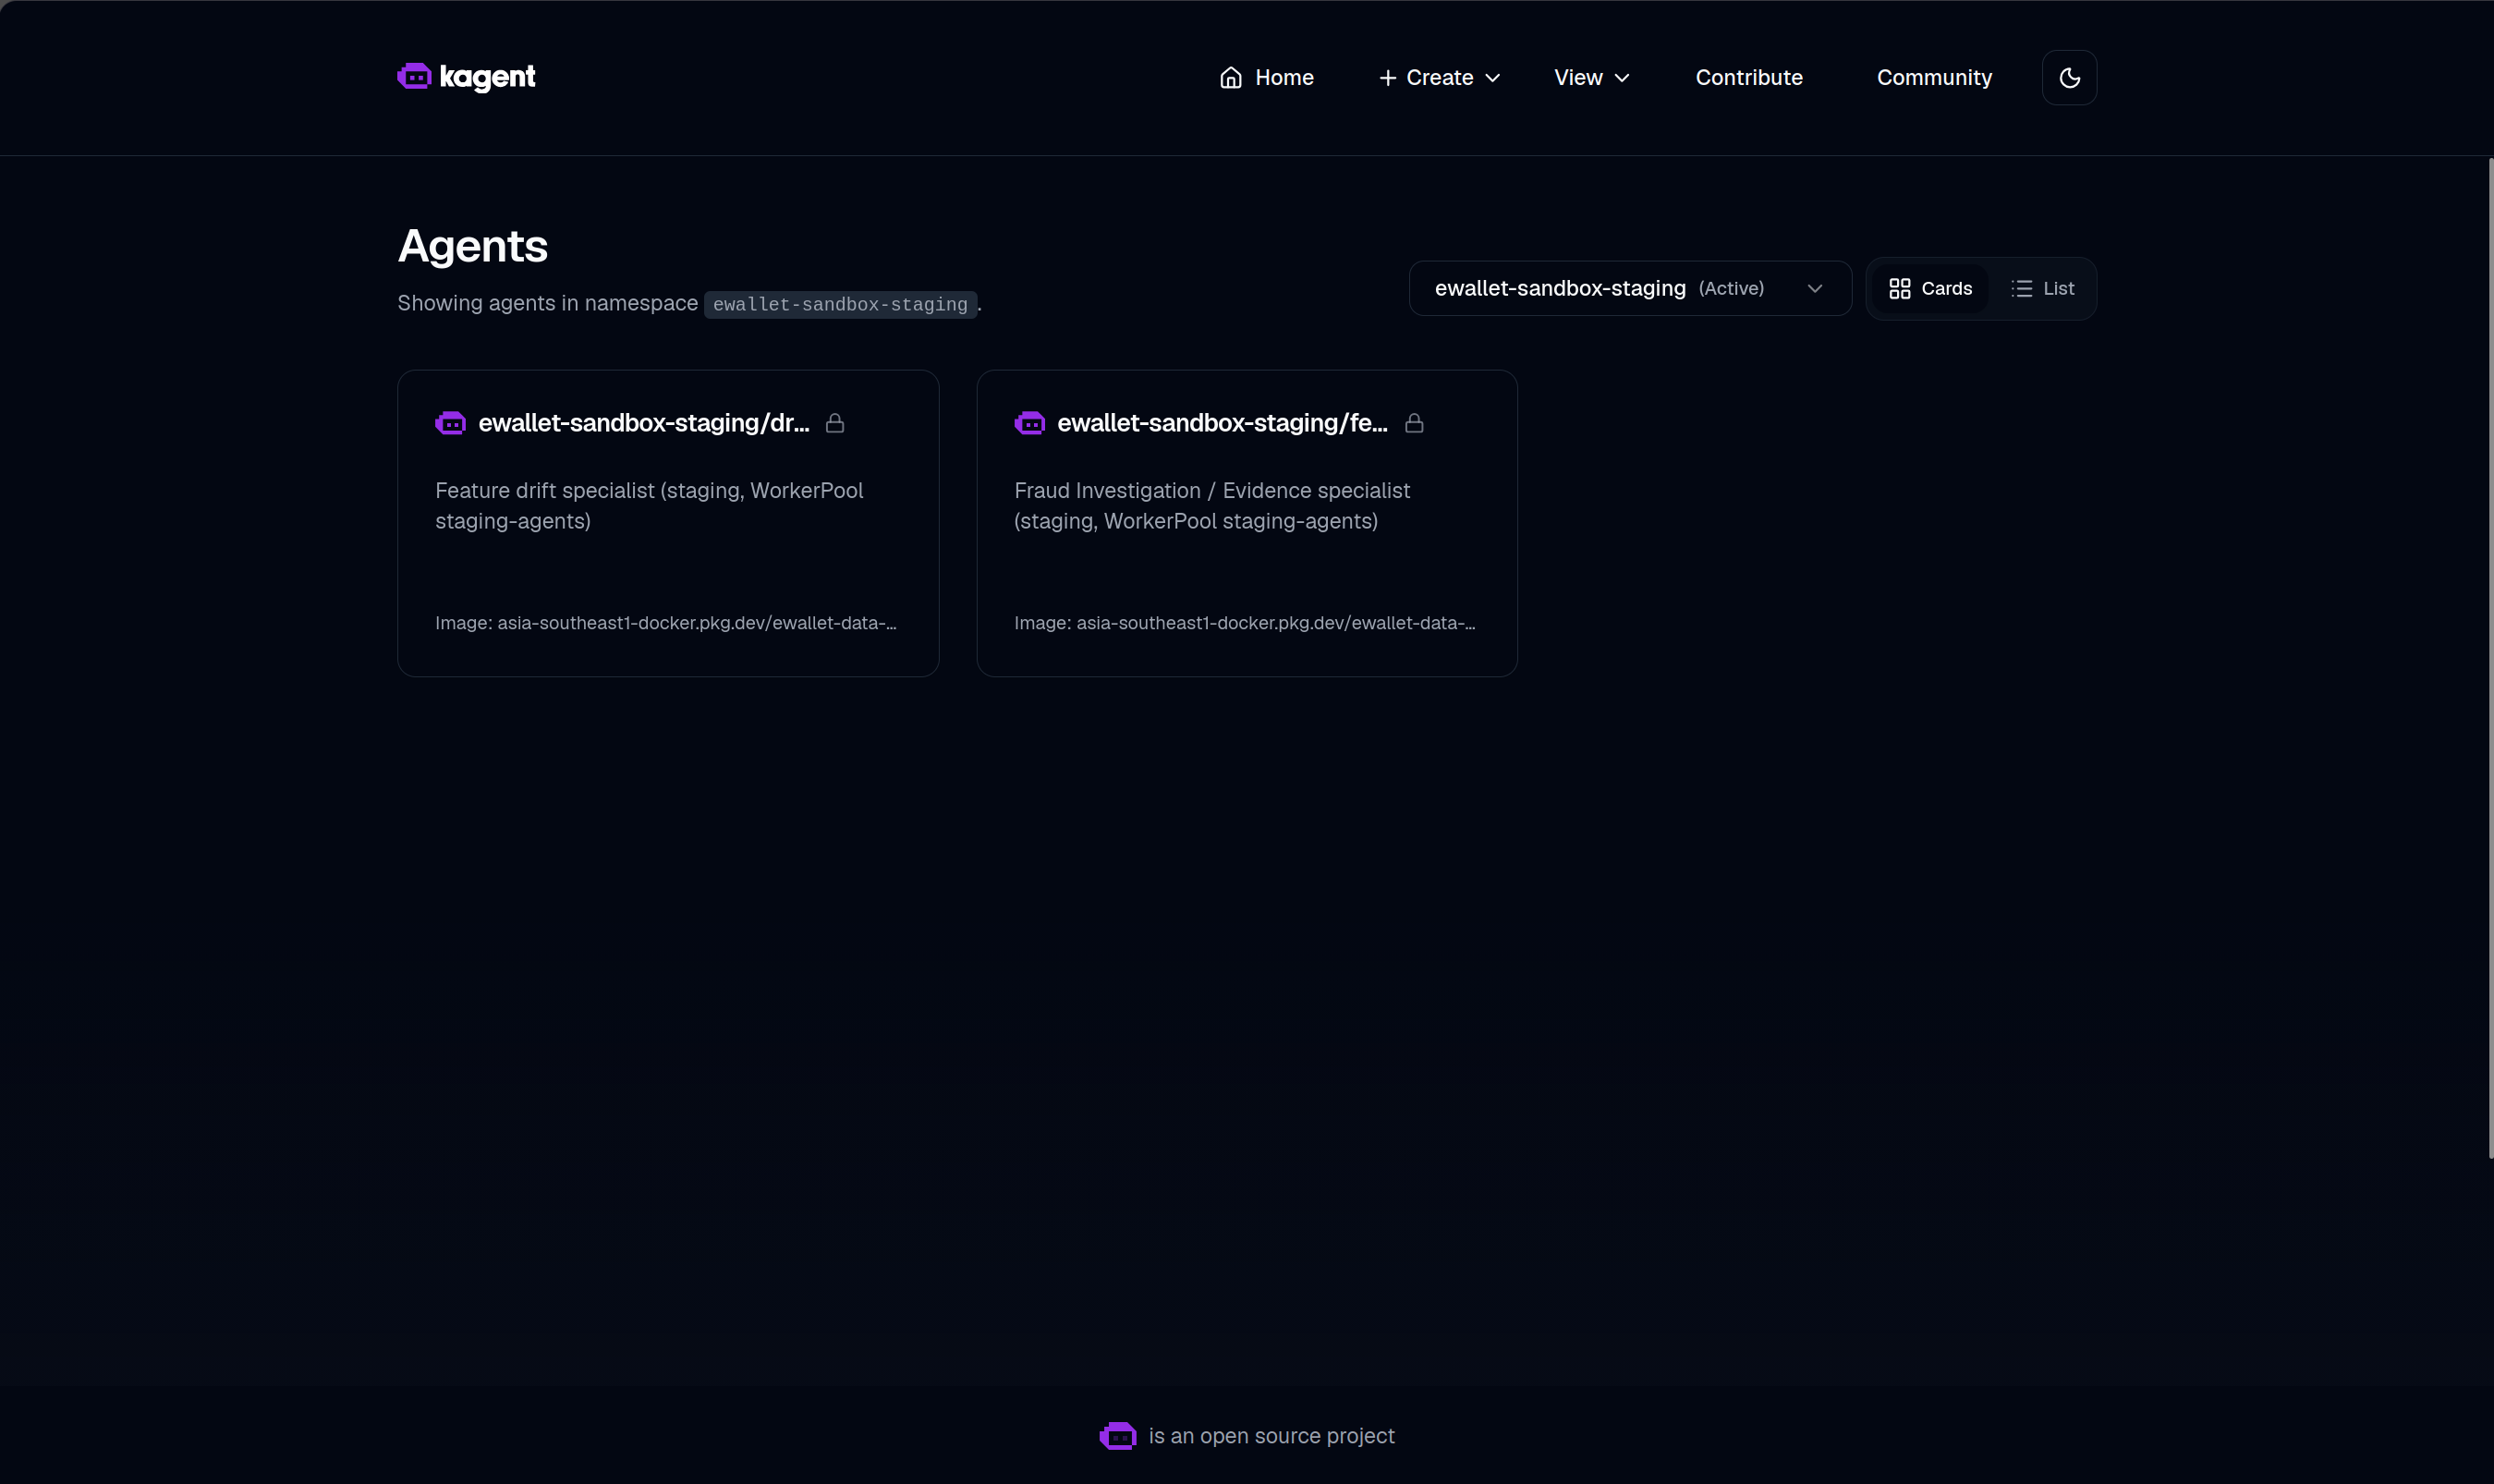 kagent
Home
Create
View
Contribute
Community
Agents
Showing agents in namespace ewallet-sandbox-staging.
ewallet-sandbox-staging (Active)
Cards
List
ewallet-sandbox-staging/dr...
Feature drift specialist (staging, WorkerPool
staging-agents)
Image: asia-southeast1-docker.pkg.dev/ewallet-data-...
ewallet-sandbox-staging/fe...
Fraud Investigation / Evidence specialist
(staging, WorkerPool staging-agents)
Image: asia-southeast1-docker.pkg.dev/ewallet-data-...
is an open source project